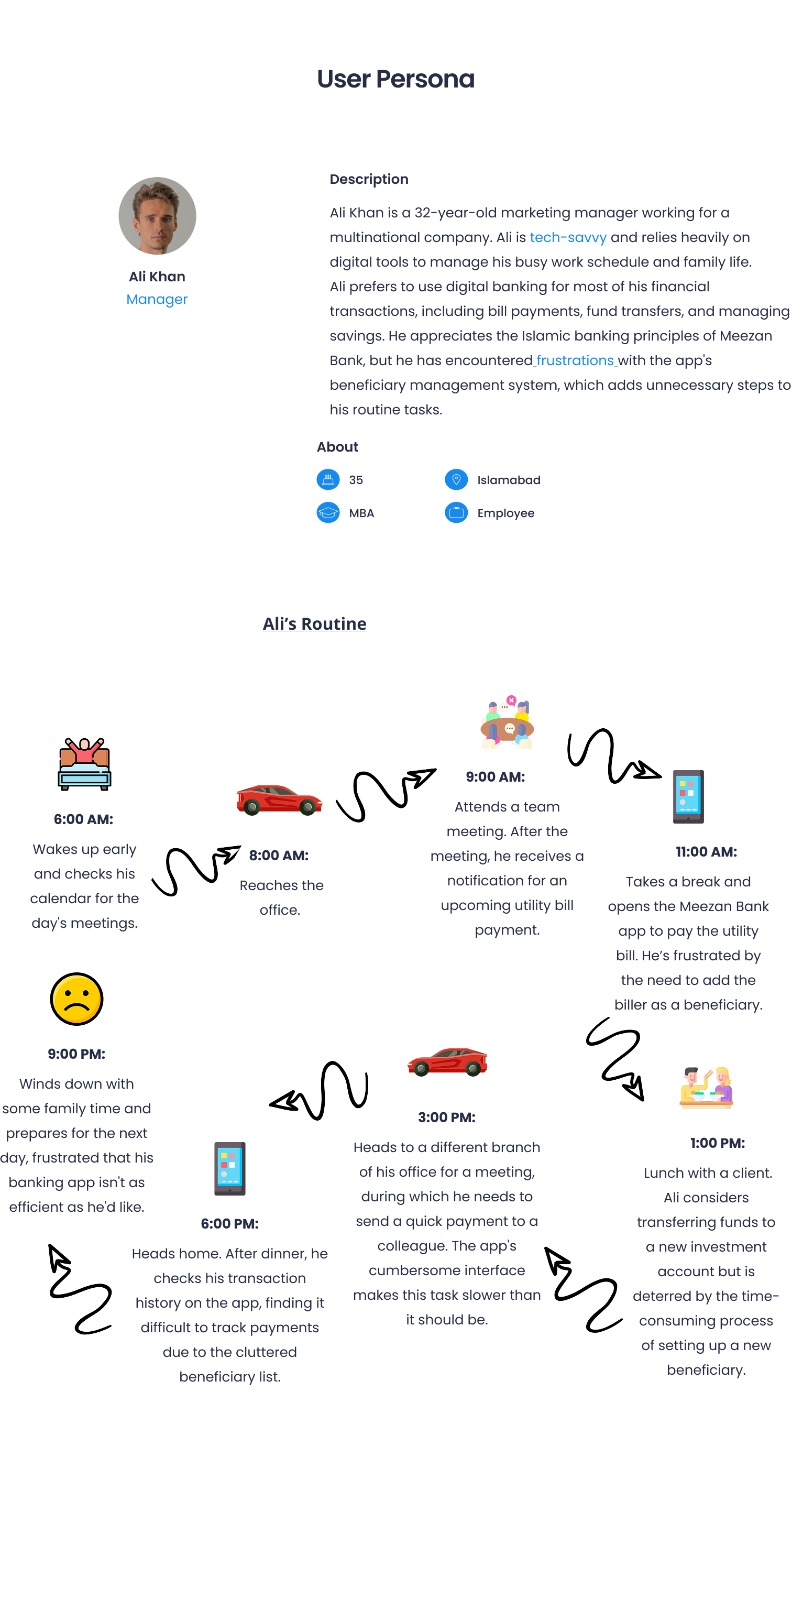 User Persona
Ali Khan
Manager
Description
Ali Khan is a 32-year-old marketing manager working for a
multinational company. Ali is tech-savvy and relies heavily on
digital tools to manage his busy work schedule and family life.
Ali prefers to use digital banking for most of his financial
transactions, including bill payments, fund transfers, and managing
savings. He appreciates the Islamic banking principles of Meezan
Bank, but he has encountered frustrations with the app's
beneficiary management system, which adds unnecessary steps to
his routine tasks.
About
35
Islamabad
MBA
Employee
Ali’s Routine
6:00 AM:
Wakes up early
and checks his
calendar for the
day's meetings.
8:00 AM:
Reaches the
office.
9:00 AM:
Attends a team
meeting. After the
meeting, he receives a
notification for an
upcoming utility bill
payment.
11:00 AM:
Takes a break and
opens the Meezan Bank
app to pay the utility
bill. He’s frustrated by
the need to add the
biller as a beneficiary.
1:00 PM:
Lunch with a client.
Ali considers
transferring funds to
a new investment
account but is
deterred by the time-
consuming process
of setting up a new
beneficiary.
3:00 PM:
Heads to a different branch
of his office for a meeting,
during which he needs to
send a quick payment to a
colleague. The app's
cumbersome interface
makes this task slower than
it should be.
6:00 PM:
Heads home. After dinner, he
checks his transaction
history on the app, finding it
difficult to track payments
due to the cluttered
beneficiary list.
9:00 PM:
Winds down with
some family time and
prepares for the next
day, frustrated that his
banking app isn't as
efficient as he'd like.